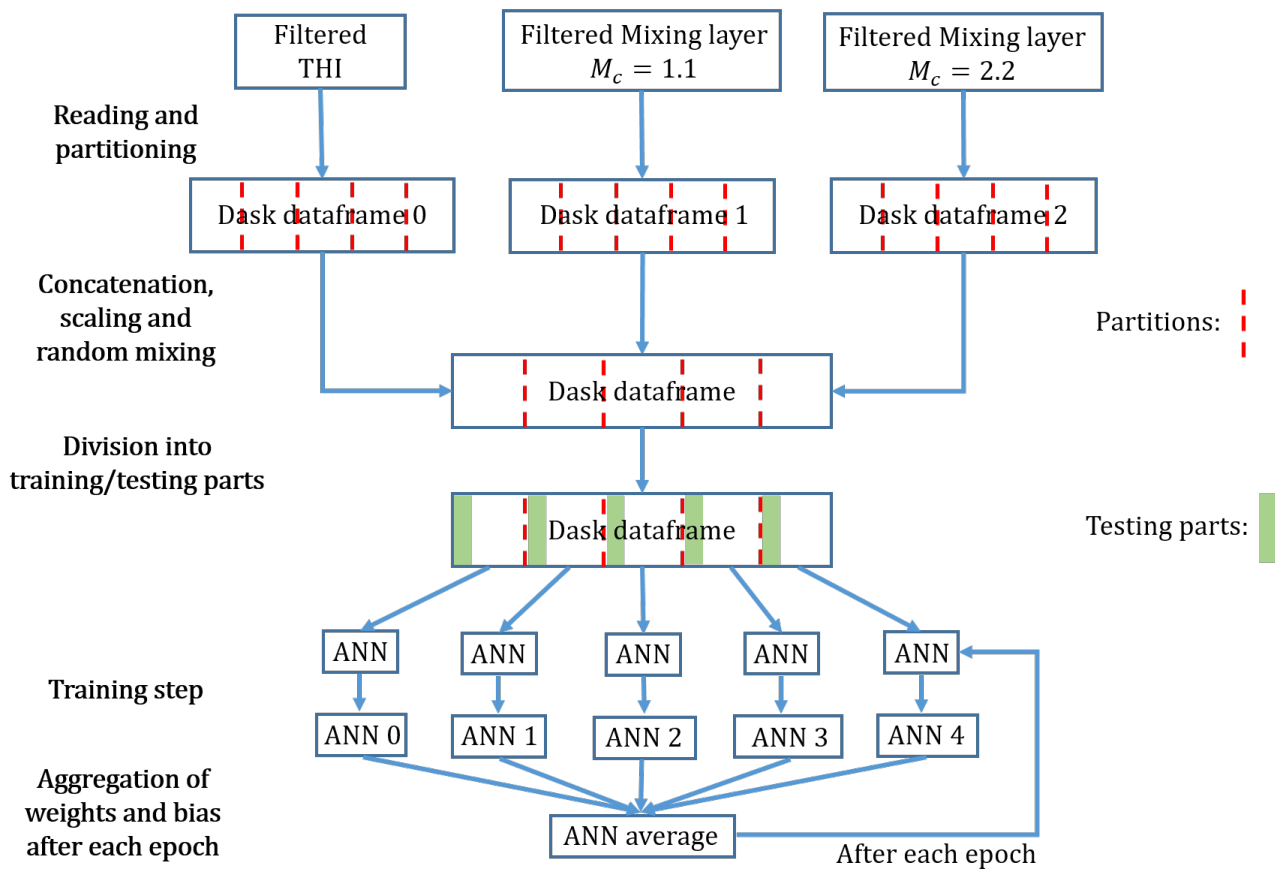 Filtered
THI
Filtered Mixing layer
M_c = 1.1
Filtered Mixing layer
M_c = 2.2
Reading and
partitioning
Dask dataframe 0
Dask dataframe 1
Dask dataframe 2
Concatenation,
scaling and
random mixing
Partitions:
Dask dataframe
Division into
training/testing parts
Dask dataframe
Testing parts:
ANN
ANN
ANN
ANN
ANN
Training step
ANN 0
ANN 1
ANN 2
ANN 3
ANN 4
Aggregation of
weights and bias
after each epoch
ANN average
After each epoch